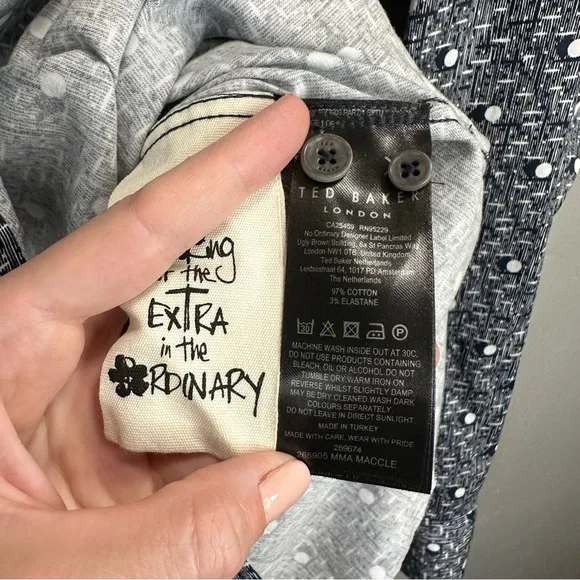 ing
r the
EXTRA
in the
ORDINARY
TED BAKER
LONDON
CA25459 RN95229
No Ordinary Designer Label Limited
Ugly Brown Building, 6a St Pancras Way
London NW1 0TB, United Kingdom
Ted Baker Netherlands
Leidsestraat 64, 1017 PD Amsterdam
The Netherlands
97% COTTON
3% ELASTANE
30
P
MACHINE WASH INSIDE OUT AT 30C.
DO NOT USE PRODUCTS CONTAINING
BLEACH, OIL OR ALCOHOL.DO NOT
TUMBLE DRY.WARM IRON ON
REVERSE WHILST SLIGHTLY DAMP.
MAY BE DRY CLEANED.WASH DARK
COLOURS SEPARATELY
DO NOT LEAVE IN DIRECT SUNLIGHT
MADE IN TURKEY
MADE WITH CARE, WEAR WITH PRIDE
269674
266905 MMA MACCLE